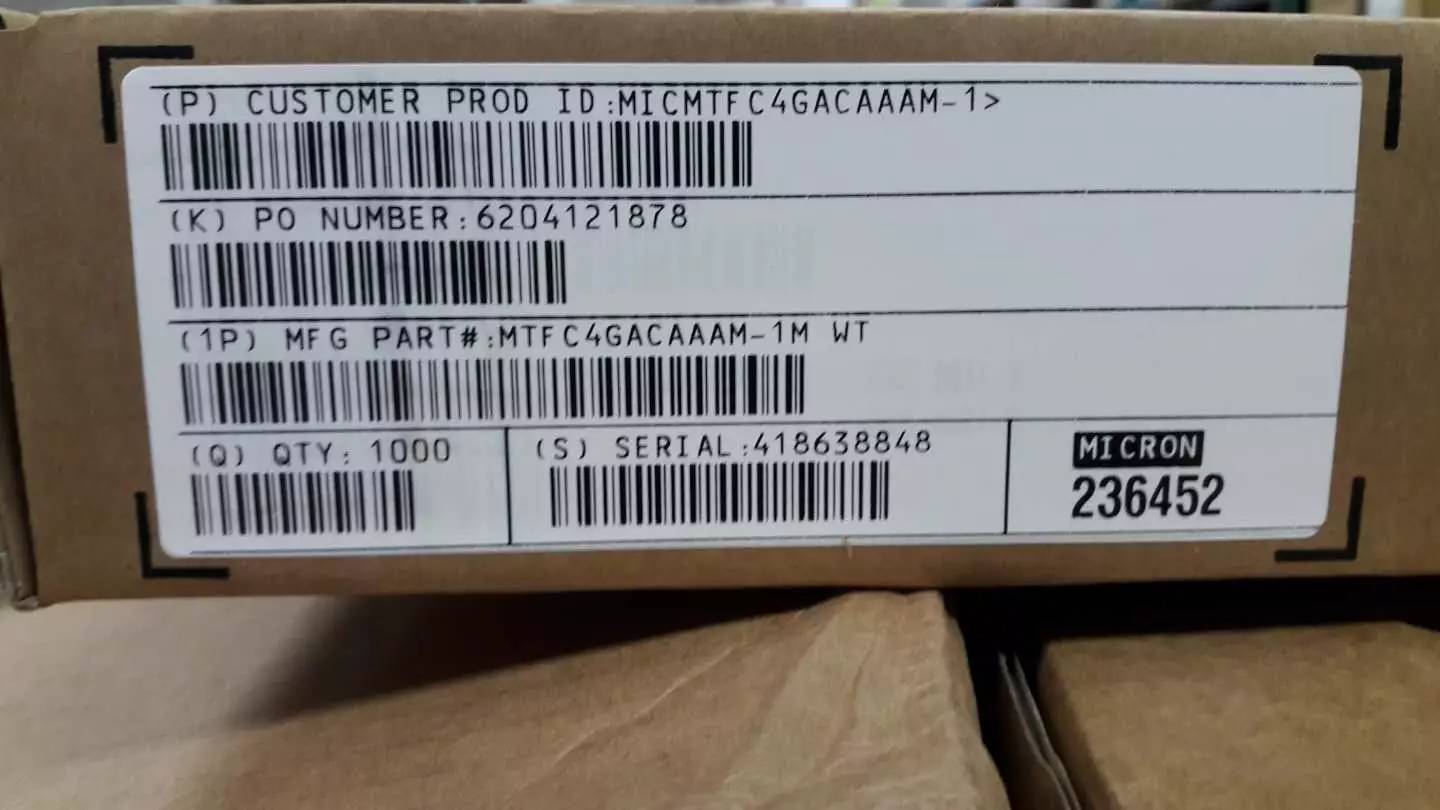 (P) CUSTOMER PROD ID:MICMTFC4GACAAAM-1>
(K) PO NUMBER:6204121878
(1P) MFG PART#:MTFC4GACAAAM-1M WT
(Q) QTY: 1000
(S) SERIAL:418638848
MICRON
236452